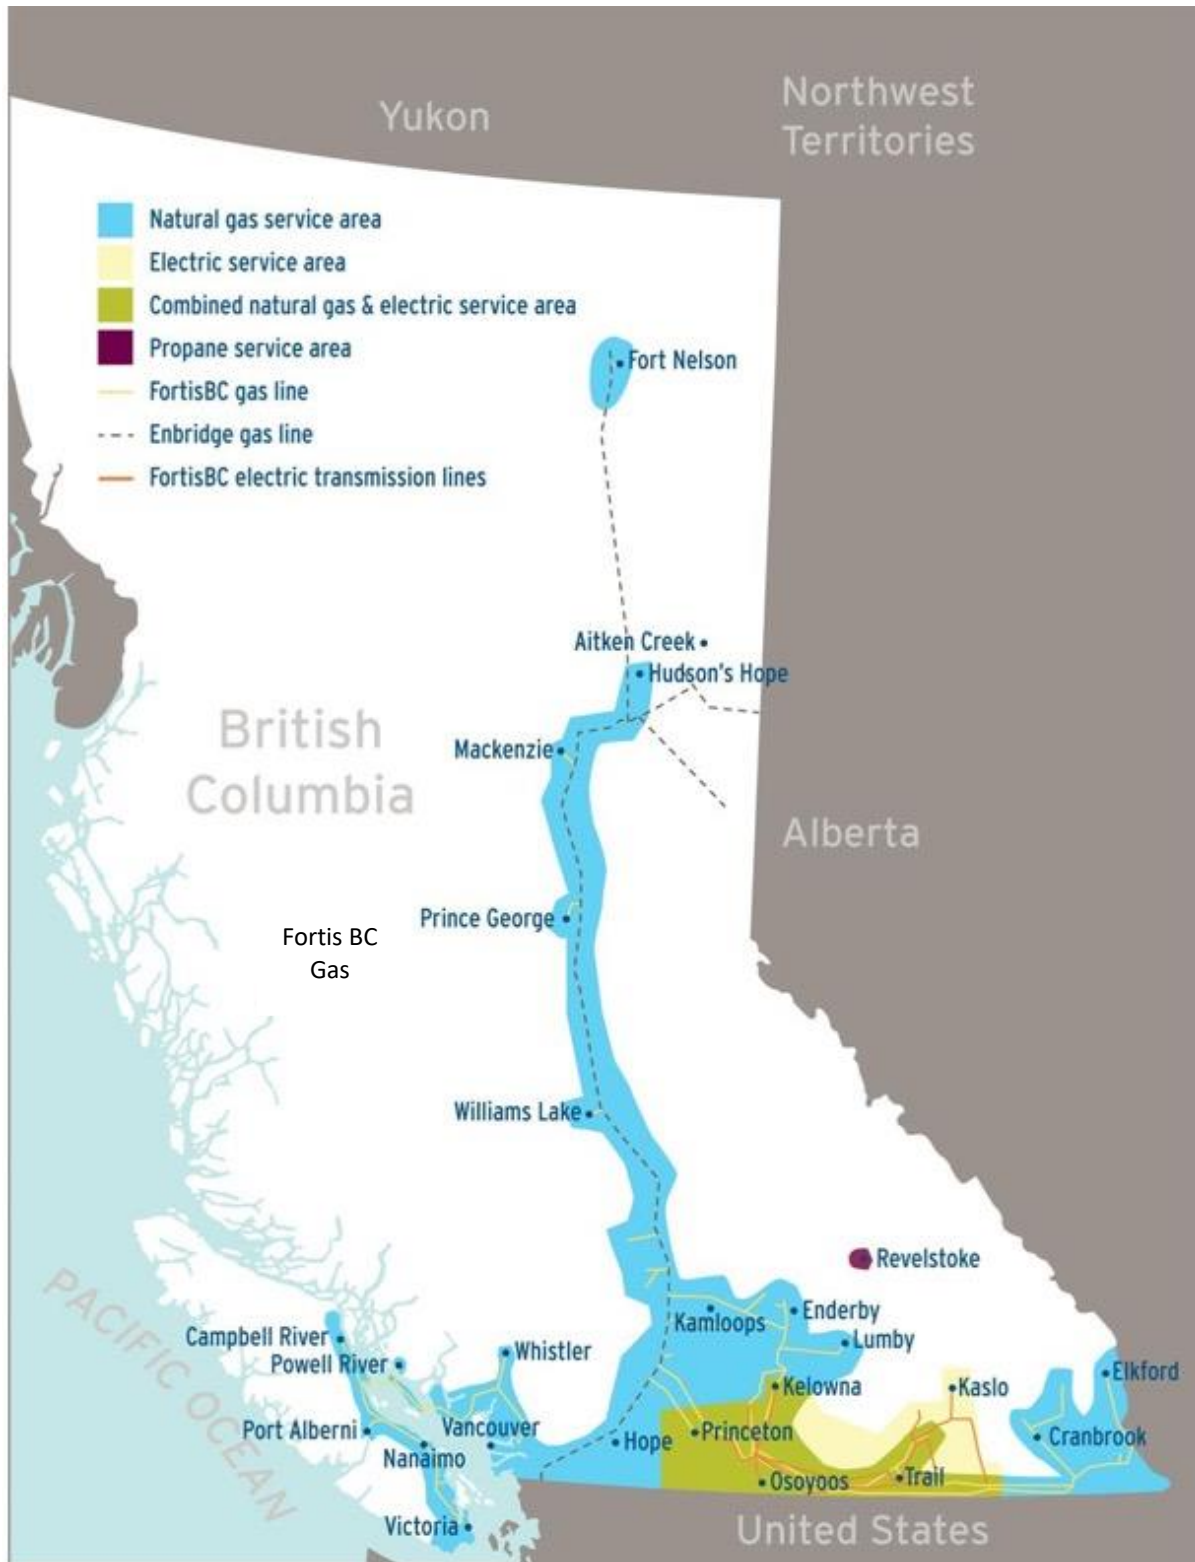 Yukon
Northwest
Territories
Natural gas service area
Electric service area
Combined natural gas & electric service area
Propane service area
FortisBC gas line
Enbridge gas line
FortisBC electric transmission lines
Fort Nelson
Aitken Creek
Hudson's Hope
British
Columbia
Mackenzie
Alberta
Prince George
Fortis BC
Gas
Williams Lake
Revelstoke
PACIFIC OCEAN
Campbell River
Powell River
Whistler
Kamloops
Enderby
Lumby
Elkford
Kelowna
Kaslo
Port Alberni
Vancouver
Nanaimo
Hope
Princeton
Cranbrook
Osoyoos
Trail
Victoria
United States